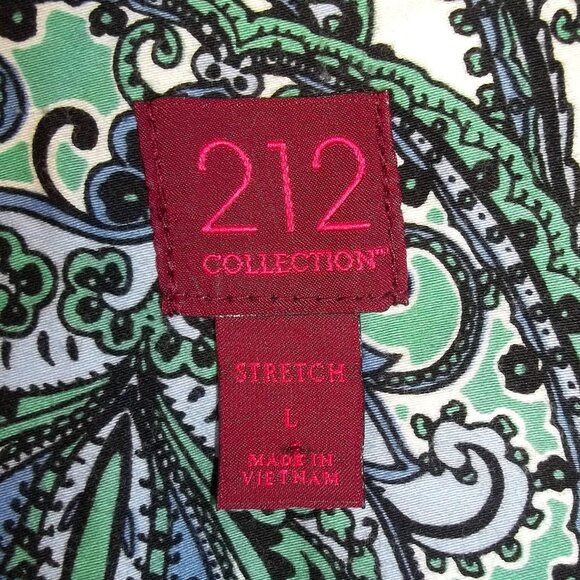 212
COLLECTION™
STRETCH
L
MADE IN
VIETNAM